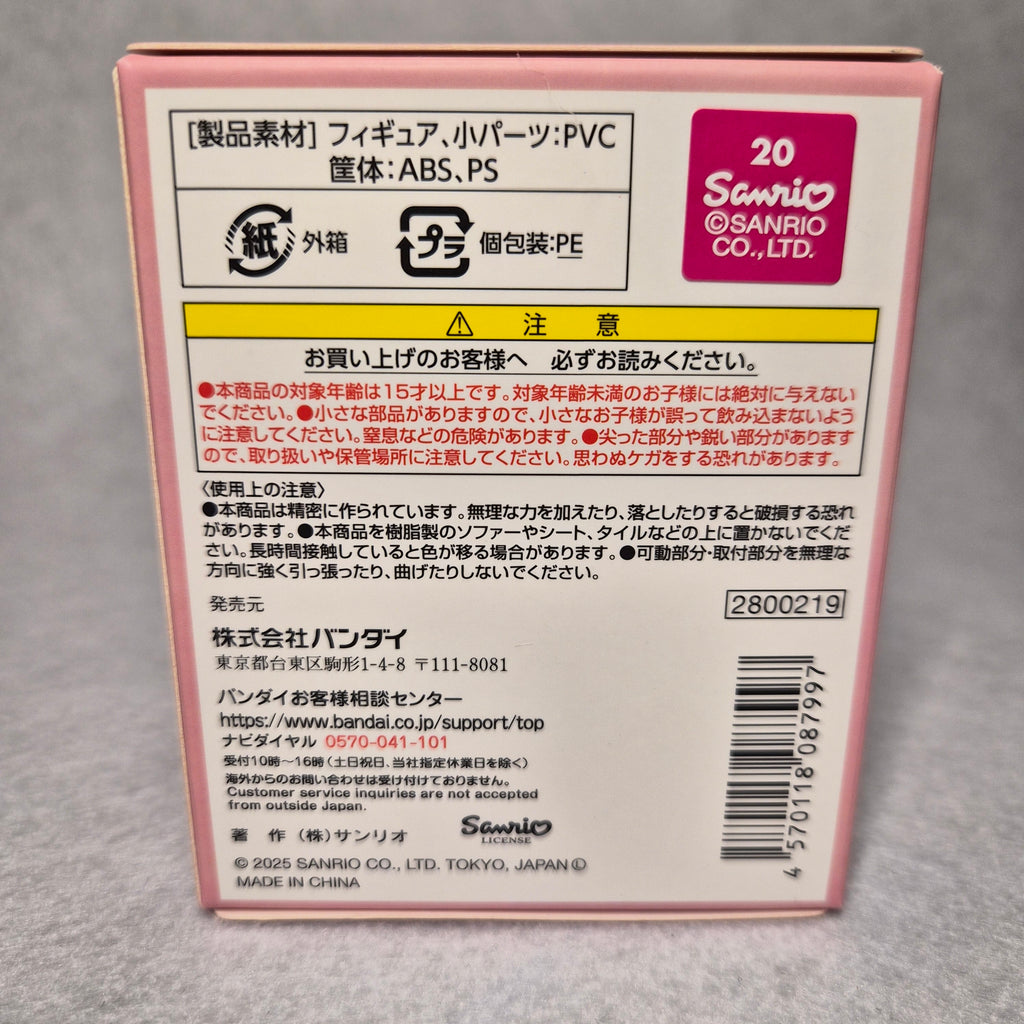 [製品素材] フィギュア、小パーツ:PVC
筐体:ABS、PS
紙 外箱
プラ 個包装:PE
20
Sanrio
©SANRIO
CO.,LTD.
注 意
お買い上げのお客様へ 必ずお読みください。
●本商品の対象年齢は15才以上です。対象年齢未満のお子様には絶対に与えない
でください。●小さな部品がありますので、小さなお子様が誤って飲み込まないよう
に注意してください。窒息などの危険があります。●尖った部分や鋭い部分があります
ので、取り扱いや保管場所に注意してください。思わぬケガをする恐れがあります。
〈使用上の注意〉
●本商品は精密に作られています。無理な力を加えたり、落としたりすると破損する恐れ
があります。●本商品を樹脂製のソファーやシート、タイルなどの上に置かないでくだ
さい。長時間接触していると色が移る場合があります。●可動部分・取付部分を無理な
方向に強く引っ張ったり、曲げたりしないでください。
発売元
2800219
株式会社バンダイ
東京都台東区駒形1-4-8 〒111-8081
バンダイお客様相談センター
https://www.bandai.co.jp/support/top
ナビダイヤル 0570-041-101
受付10時～16時(土日祝日、当社指定休業日を除く)
海外からのお問い合わせは受け付けておりません。
Customer service inquiries are not accepted
from outside Japan.
著 作 (株)サンリオ
Sanrio
LICENSE
© 2025 SANRIO CO., LTD. TOKYO, JAPAN Ⓛ
MADE IN CHINA
4 570118 087997